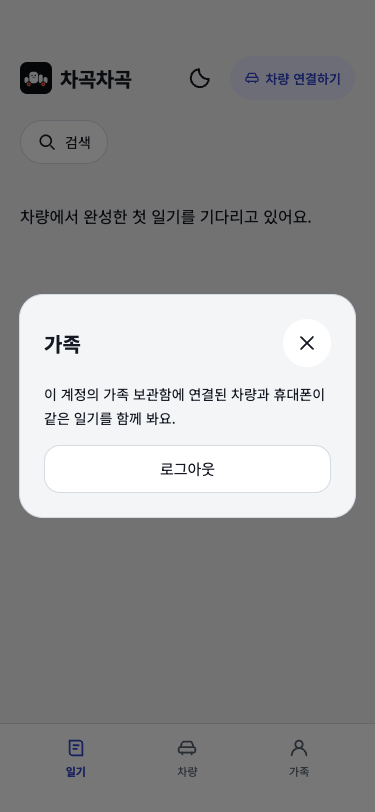 차곡차곡
차량 연결하기
검색
차량에서 완성한 첫 일기를 기다리고 있어요.
가족
이 계정의 가족 보관함에 연결된 차량과 휴대폰이
같은 일기를 함께 봐요.
로그아웃
일기
차량
가족